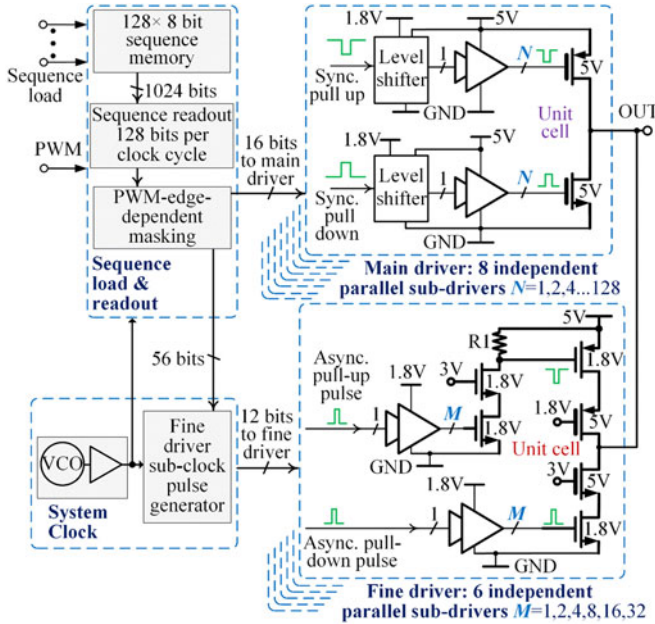 128× 8 bit
sequence
memory
Sequence
load
1024 bits
Sequence readout
128 bits per
clock cycle
PWM
PWM-edge-
dependent
masking
Sequence
load &
readout
16 bits
to main
driver
56 bits
1.8V
5V
Level
shifter
1
N
5V
Sync.
pull up
GND
Unit
cell
OUT
1.8V
5V
Level
shifter
1
N
5V
Sync.
pull
down
GND
Main driver: 8 independent
parallel sub-drivers N=1,2,4...128
VCO
System
Clock
Fine
driver
sub-clock
pulse
generator
12 bits
to fine
driver
5V
R1
Async.
pull-up
pulse
1.8V
3V
1.8V
1.8V
1
M
1.8V
1.8V
5V
GND
Unit cell
3V
5V
1.8V
1
M
1.8V
Async. pull-
down pulse
GND
Fine driver: 6 independent
parallel sub-drivers M=1,2,4,8,16,32